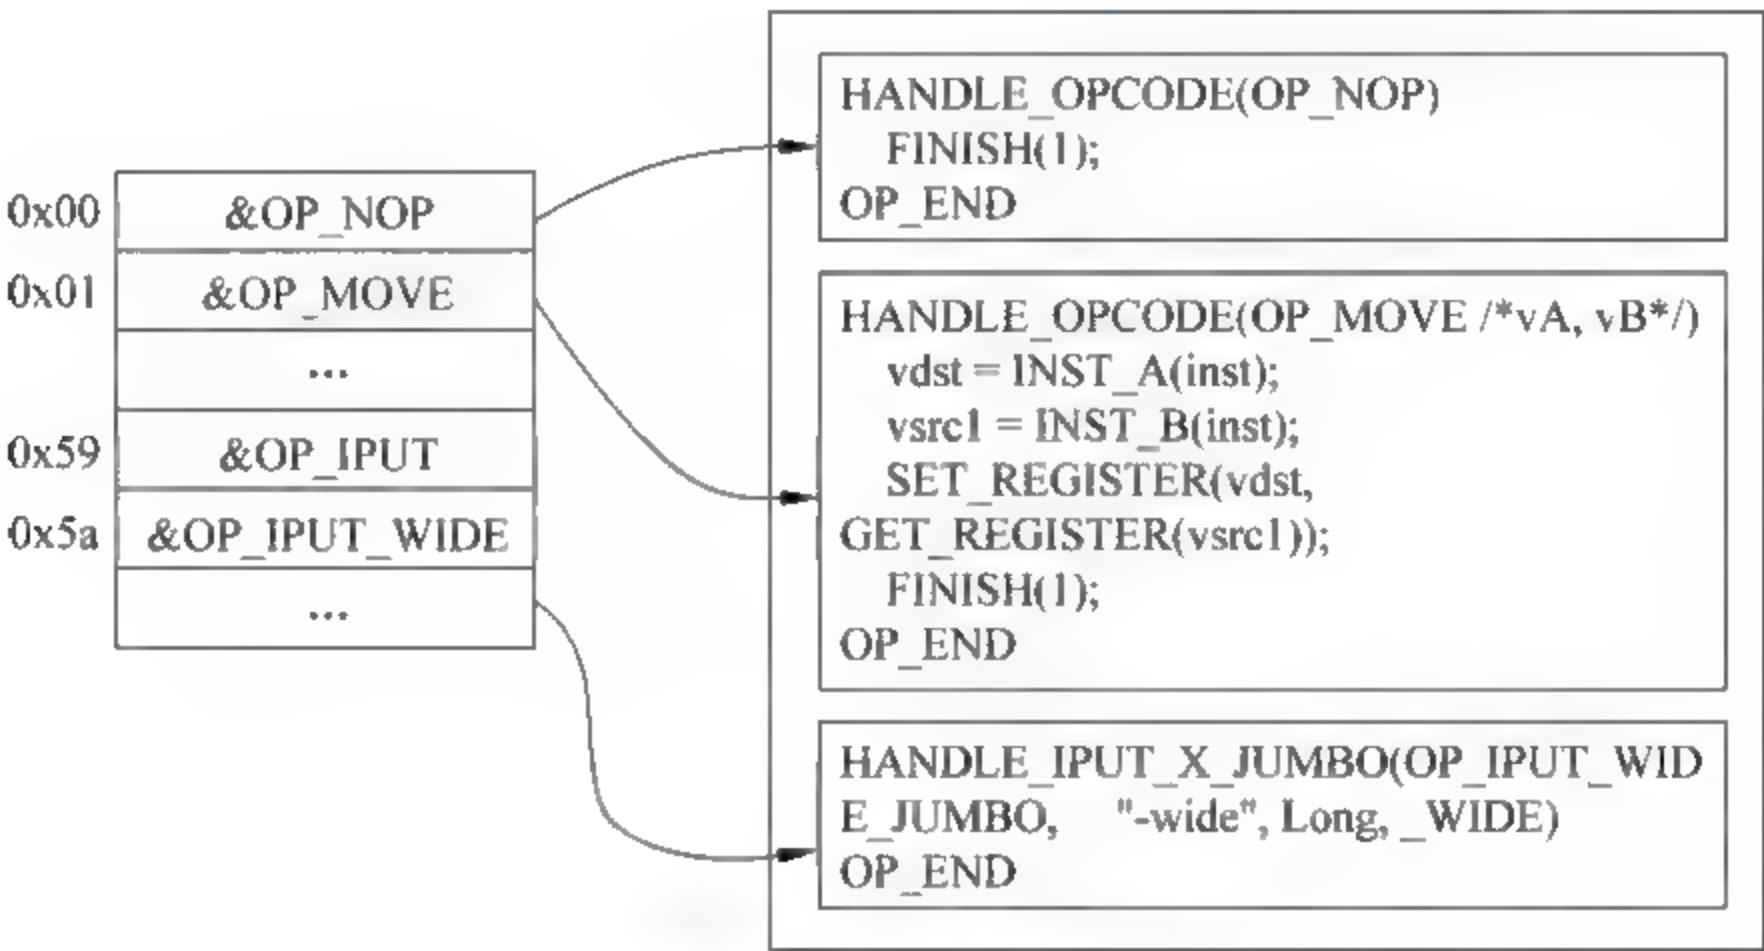 0x00 &OP_NOP
0x01 &OP_MOVE
...
0x59 &OP_IPUT
0x5a &OP_IPUT_WIDE
...
HANDLE_OPCODE(OP_NOP)
FINISH(1);
OP_END
HANDLE_OPCODE(OP_MOVE /*vA, vB*/)
vdst = INST_A(inst);
vsrc1 = INST_B(inst);
SET_REGISTER(vdst,
GET_REGISTER(vsrc1));
FINISH(1);
OP_END
HANDLE_IPUT_X_JUMBO(OP_IPUT_WID
E_JUMBO, "-wide", Long, _WIDE)
OP_END